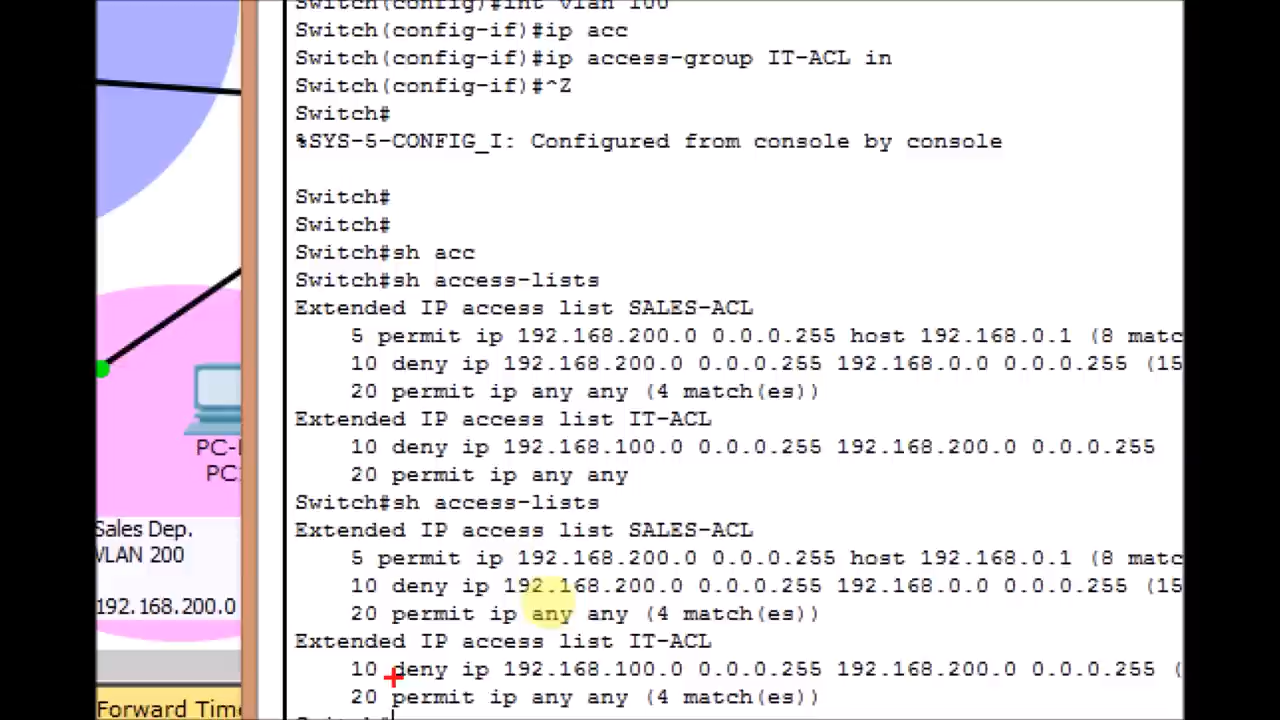 Switch(config)#int vlan 100
Switch(config-if)#ip acc
Switch(config-if)#ip access-group IT-ACL in
Switch(config-if)#^Z
Switch#
%SYS-5-CONFIG_I: Configured from console by console
Switch#
Switch#
Switch#sh acc
Switch#sh access-lists
Extended IP access list SALES-ACL
5 permit ip 192.168.200.0 0.0.0.255 host 192.168.0.1 (8 matc
10 deny ip 192.168.200.0 0.0.0.255 192.168.0.0 0.0.0.255 (15
20 permit ip any any (4 match(es))
Extended IP access list IT-ACL
10 deny ip 192.168.100.0 0.0.0.255 192.168.200.0 0.0.0.255
20 permit ip any any
Switch#sh access-lists
Extended IP access list SALES-ACL
5 permit ip 192.168.200.0 0.0.0.255 host 192.168.0.1 (8 matc
10 deny ip 192.168.200.0 0.0.0.255 192.168.0.0 0.0.0.255 (15
20 permit ip any any (4 match(es))
Extended IP access list IT-ACL
10 deny ip 192.168.100.0 0.0.0.255 192.168.200.0 0.0.0.255 (
20 permit ip any any (4 match(es))
Switch#
Sales Dep.
VLAN 200
192.168.200.0
Forward Time